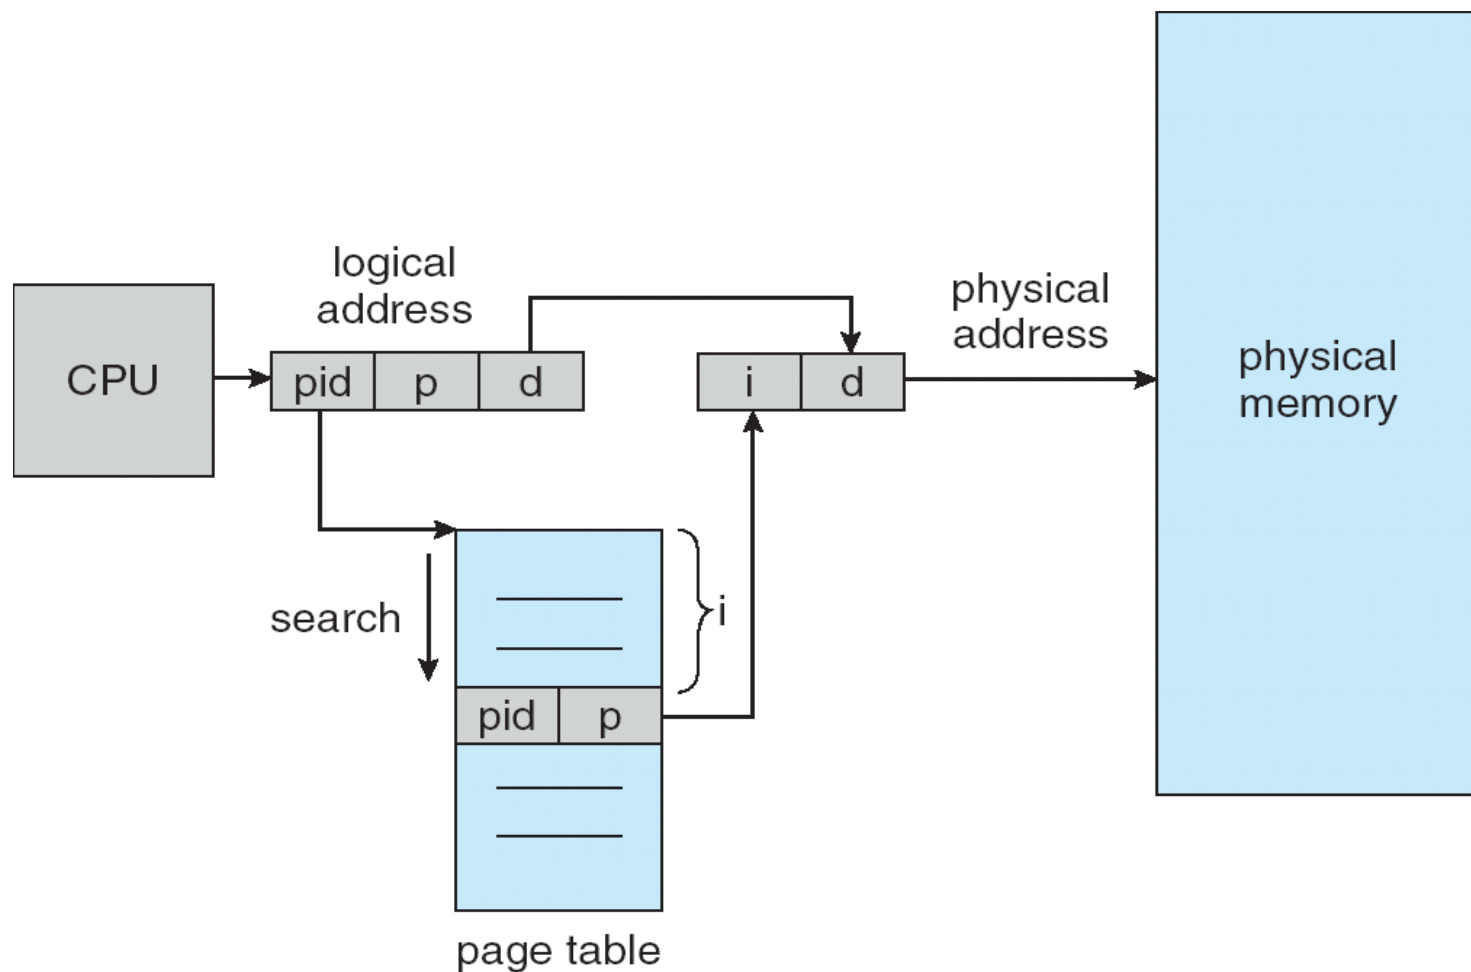 logical
address
physical
address
CPU
pid p d
i d
physical
memory
search
i
pid p
page table